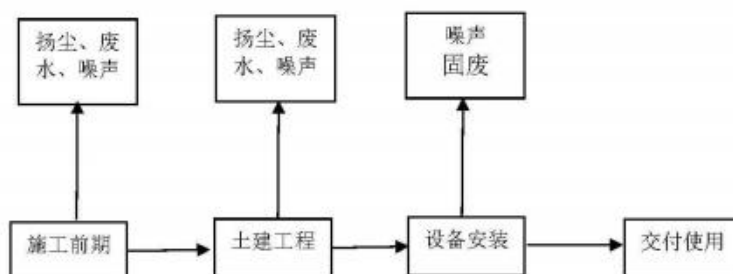 扬尘、废
水、噪声
扬尘、废
水、噪声
噪声
固废
施工前期
土建工程
设备安装
交付使用